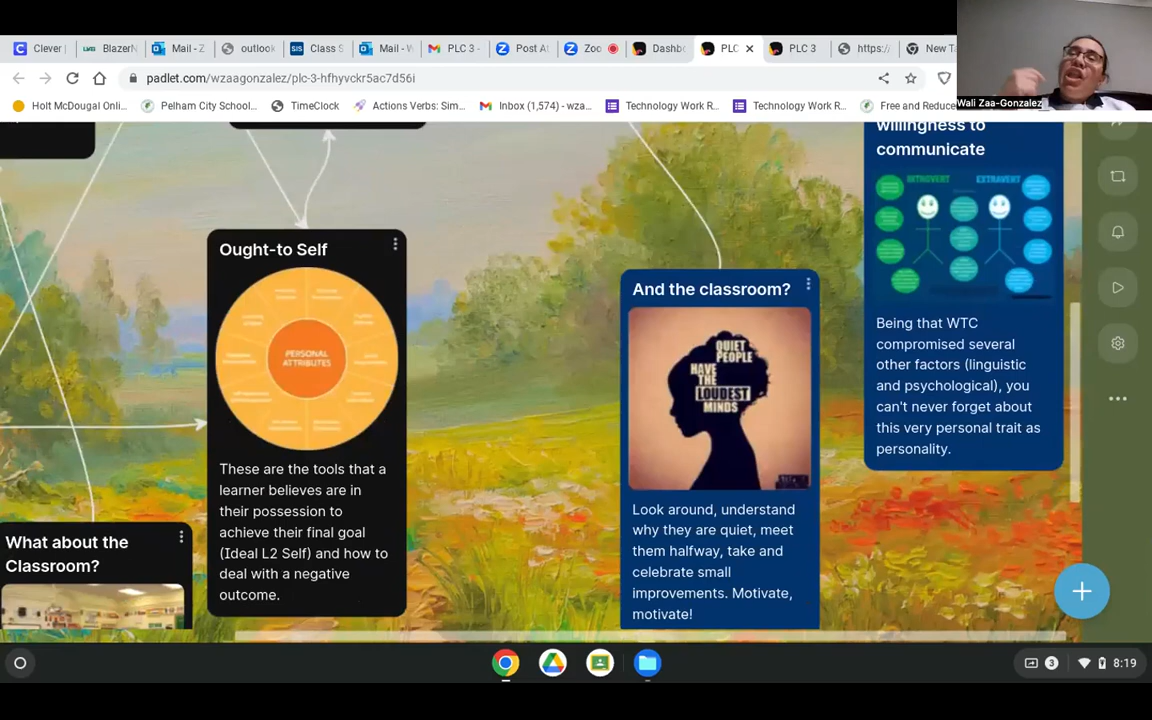 Clever
BlazerN
Mail - Z
outlook
SIS
Class S
Mail - W
PLC 3 -
Post At
Zoo
Dashbo
PLC
PLC 3
https:/
New Ta
padlet.com/wzaagonzalez/plc-3-hfhyvckr5ac7d56i
Holt McDougal Onli...
Pelham City School...
TimeClock
Actions Verbs: Sim...
Inbox (1,574) - wza...
Technology Work R...
Technology Work R...
Free and Reduce
Wali Zaa-Gonzalez
Ought-to Self
PERSONAL
ATTRIBUTES
These are the tools that a
learner believes are in
their possession to
achieve their final goal
(Ideal L2 Self) and how to
deal with a negative
outcome.
What about the
Classroom?
And the classroom?
QUIET
PEOPLE
HAVE
THE
LOUDEST
MINDS
Look around, understand
why they are quiet, meet
them halfway, take and
celebrate small
improvements. Motivate,
motivate!
willingness to
communicate
INTROVERT
EXTRAVERT
Being that WTC
compromised several
other factors (linguistic
and psychological), you
can't never forget about
this very personal trait as
personality.
3
8:19